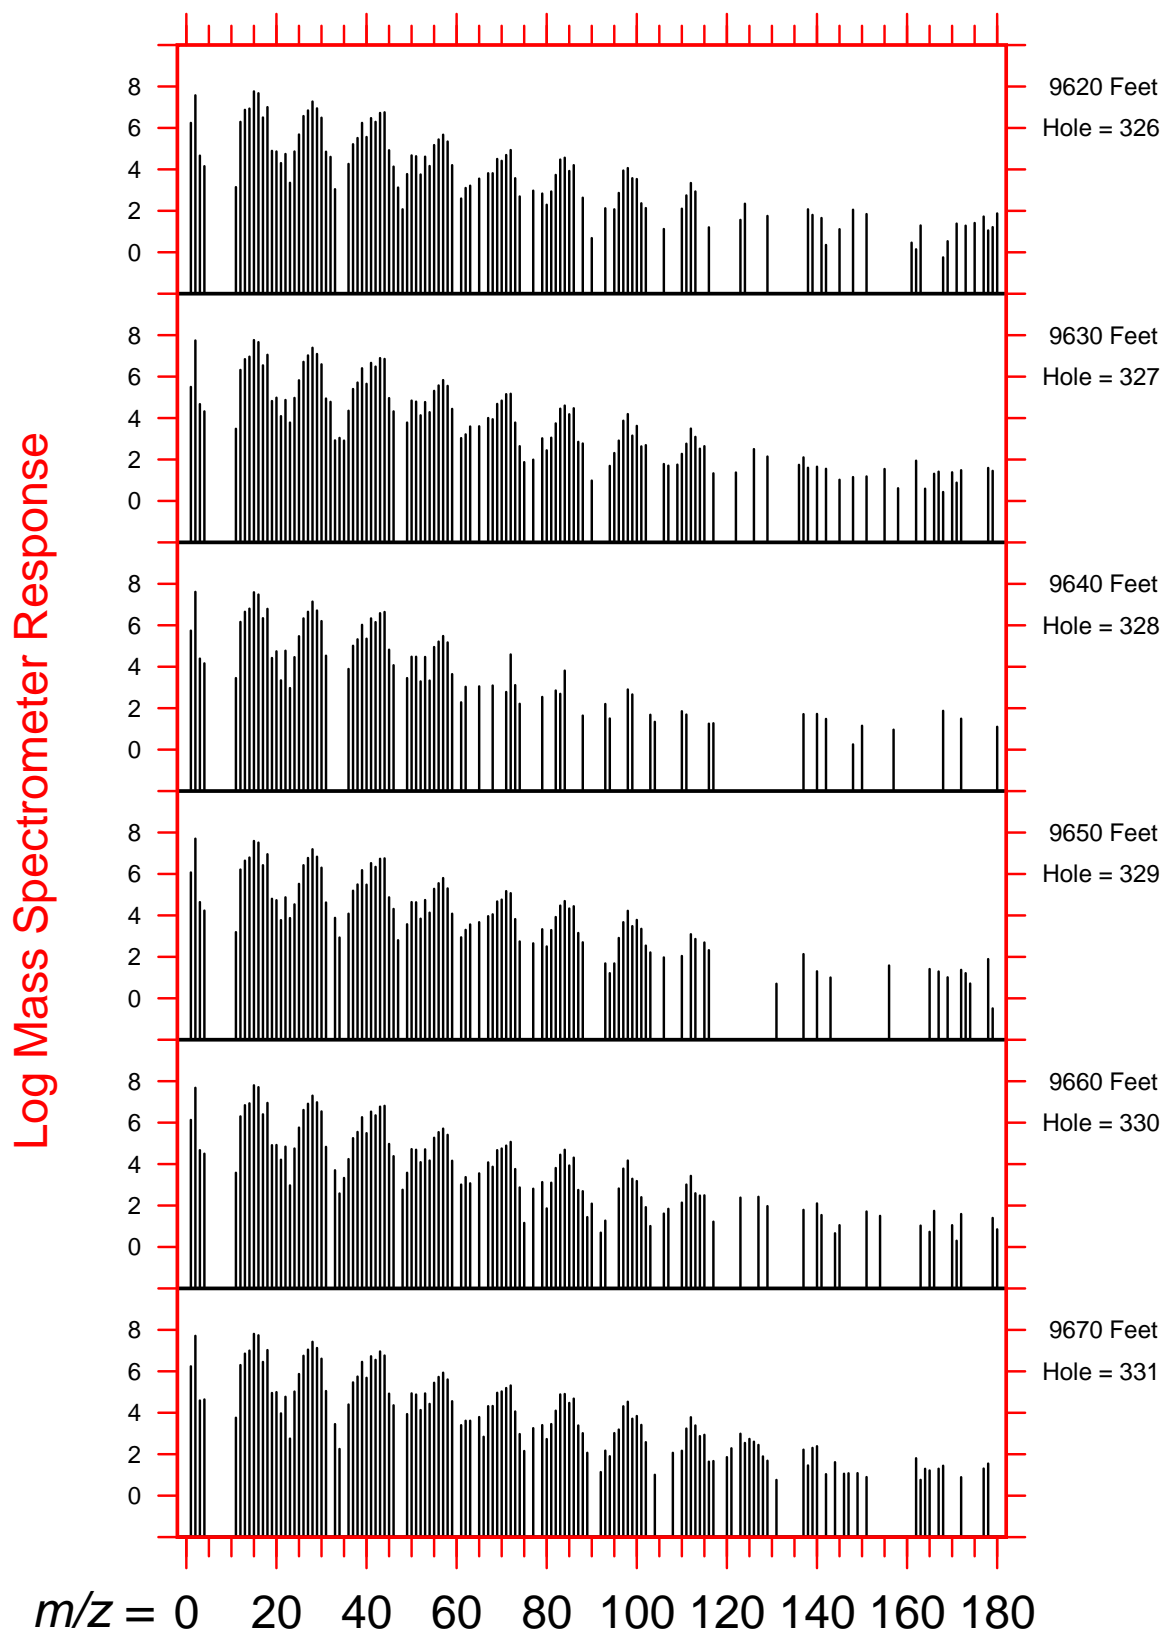 Log Mass Spectrometer Response
8
6
4
2
0
9620 Feet
Hole = 326
8
6
4
2
0
9630 Feet
Hole = 327
8
6
4
2
0
9640 Feet
Hole = 328
8
6
4
2
0
9650 Feet
Hole = 329
8
6
4
2
0
9660 Feet
Hole = 330
8
6
4
2
0
9670 Feet
Hole = 331
m/z = 0 20 40 60 80 100 120 140 160 180